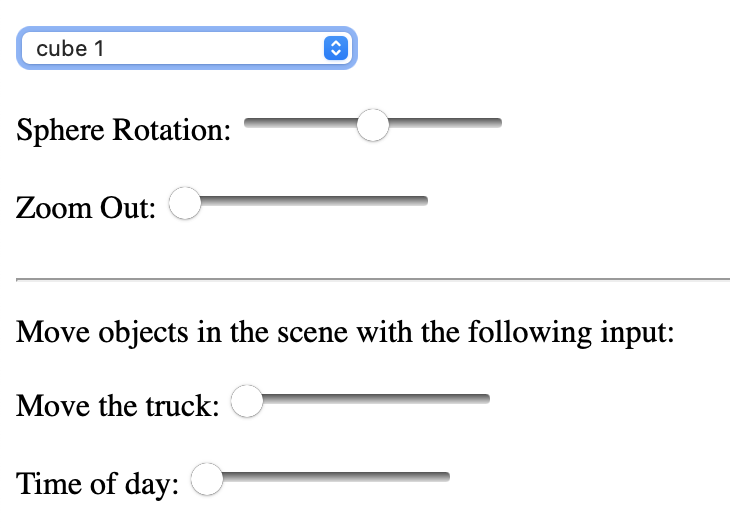 cube 1
Sphere Rotation:
Zoom Out:
Move objects in the scene with the following input:
Move the truck:
Time of day: